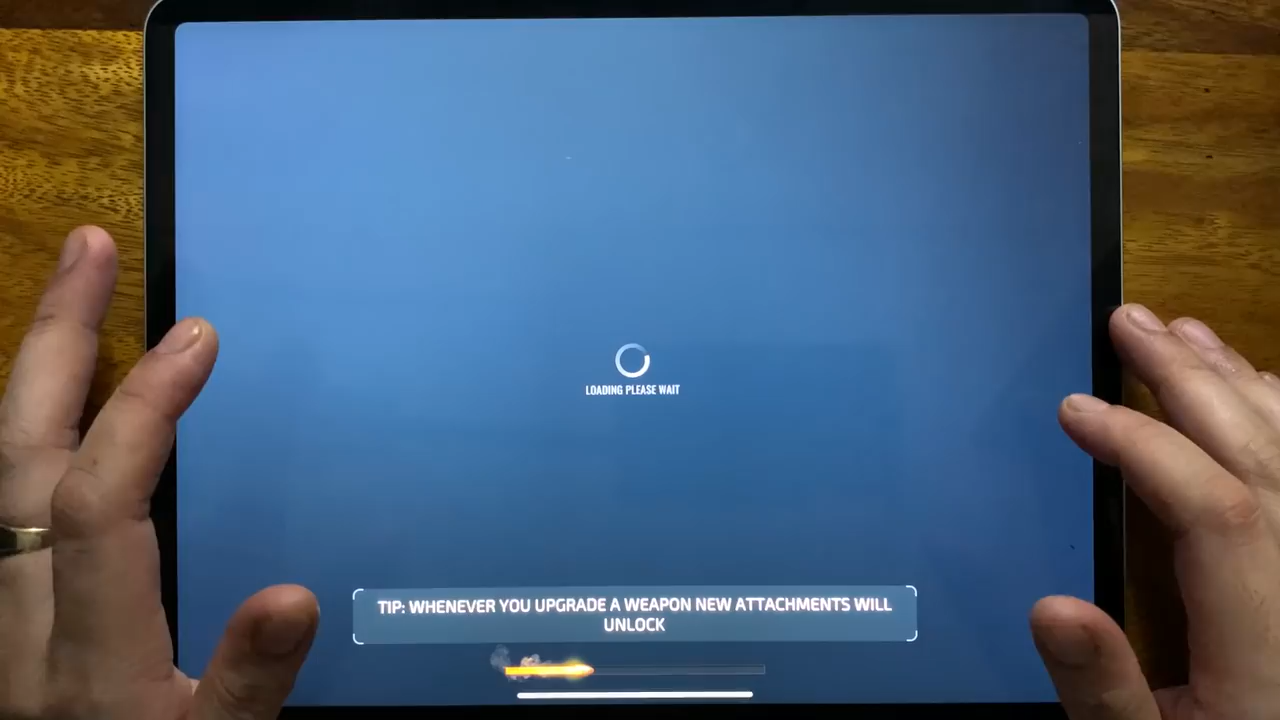 LOADING PLEASE WAIT
TIP: WHENEVER YOU UPGRADE A WEAPON NEW ATTACHMENTS WILL
UNLOCK